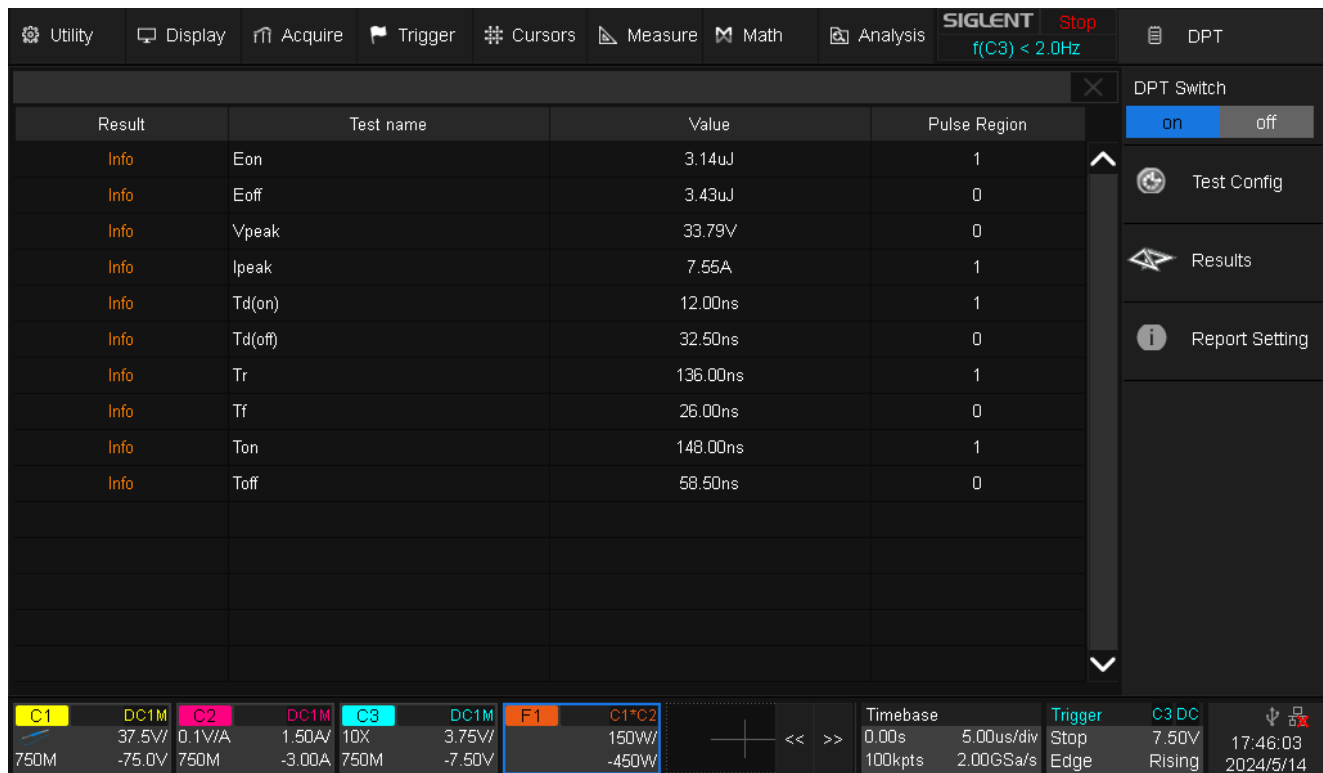 Utility Display Acquire Trigger Cursors Measure Math Analysis SIGLENT Stop DPT
f(C3) < 2.0Hz
DPT Switch
on off
Result Test name Value Pulse Region
Info Eon 3.14uJ 1
Info Eoff 3.43uJ 0
Test Config
Info Vpeak 33.79V 0
Info Ipeak 7.55A 1
Results
Info Td(on) 12.00ns 1
Info Td(off) 32.50ns 0
Report Setting
Info Tr 136.00ns 1
Info Tf 26.00ns 0
Info Ton 148.00ns 1
Info Toff 58.50ns 0
C1 DC1M C2 DC1M C3 DC1M F1 C1*C2 Timebase Trigger C3 DC
37.5V/ 0.1V/A 1.50A/ 10X 3.75V/ 150W/ << >> 0.00s 5.00us/div Stop 7.50V 17:46:03
750M -75.0V 750M -3.00A 750M -7.50V -450W 100kpts 2.00GSa/s Edge Rising 2024/5/14